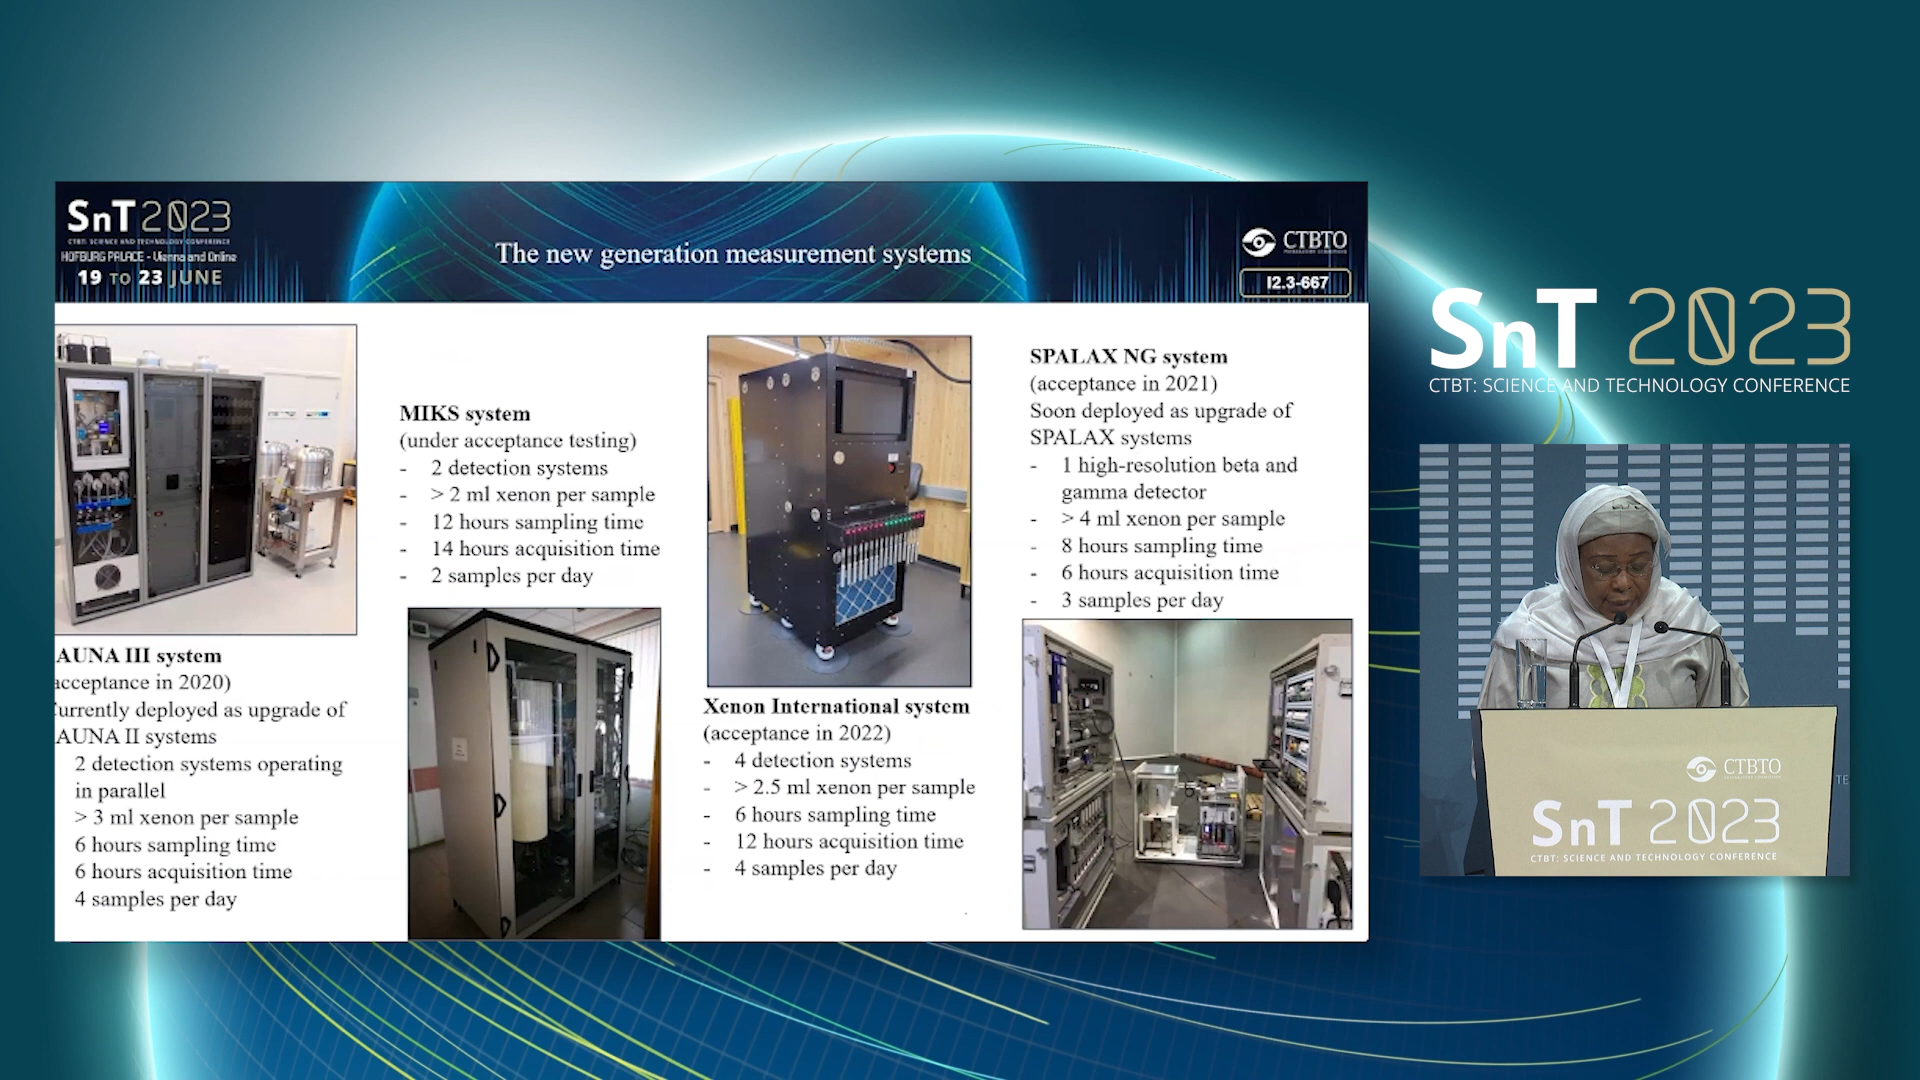 SnT 2023
CTBT: SCIENCE AND TECHNOLOGY CONFERENCE
HOFBURG PALACE - Vienna and Online
19 TO 23 JUNE
The new generation measurement systems
CTBTO
I2.3-667
AUNA III system
acceptance in 2020)
urrently deployed as upgrade of
AUNA II systems
2 detection systems operating
in parallel
> 3 ml xenon per sample
6 hours sampling time
6 hours acquisition time
4 samples per day
MIKS system
(under acceptance testing)
- 2 detection systems
- > 2 ml xenon per sample
- 12 hours sampling time
- 14 hours acquisition time
- 2 samples per day
Xenon International system
(acceptance in 2022)
- 4 detection systems
- > 2.5 ml xenon per sample
- 6 hours sampling time
- 12 hours acquisition time
- 4 samples per day
SPALAX NG system
(acceptance in 2021)
Soon deployed as upgrade of
SPALAX systems
- 1 high-resolution beta and
gamma detector
- > 4 ml xenon per sample
- 8 hours sampling time
- 6 hours acquisition time
- 3 samples per day
SnT 2023
CTBT: SCIENCE AND TECHNOLOGY CONFERENCE
TE
CTBTO
SnT 2023
CTBT: SCIENCE AND TECHNOLOGY CONFERENCE